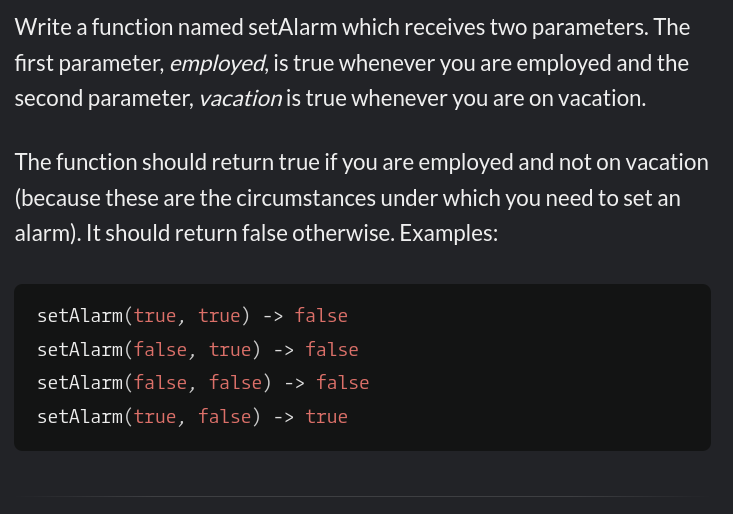 Write a function named setAlarm which receives two parameters. The
first parameter, employed, is true whenever you are employed and the
second parameter, vacation is true whenever you are on vacation.
The function should return true if you are employed and not on vacation
(because these are the circumstances under which you need to set an
alarm). It should return false otherwise. Examples:
setAlarm(true, true) -> false
setAlarm(false, true) -> false
setAlarm(false, false) -> false
setAlarm(true, false) -> true